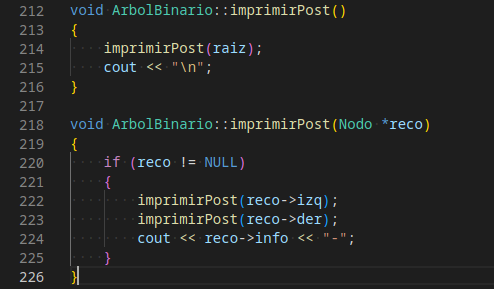 212 void ArbolBinario::imprimirPost()
213 {
214     imprimirPost(raiz);
215     cout << "\n";
216 }
217
218 void ArbolBinario::imprimirPost(Nodo *reco)
219 {
220     if (reco != NULL)
221     {
222         imprimirPost(reco->izq);
223         imprimirPost(reco->der);
224         cout << reco->info << "-";
225     }
226 }